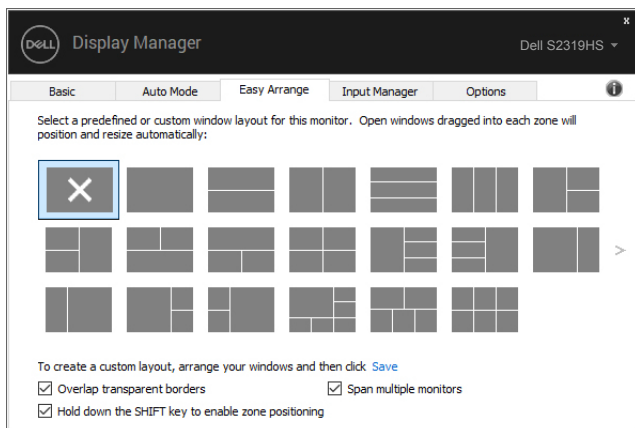 x
DELL Display Manager Dell S2319HS
Basic Auto Mode Easy Arrange Input Manager Options
Select a predefined or custom window layout for this monitor. Open windows dragged into each zone will
position and resize automatically:
To create a custom layout, arrange your windows and then click Save
Overlap transparent borders Span multiple monitors
Hold down the SHIFT key to enable zone positioning